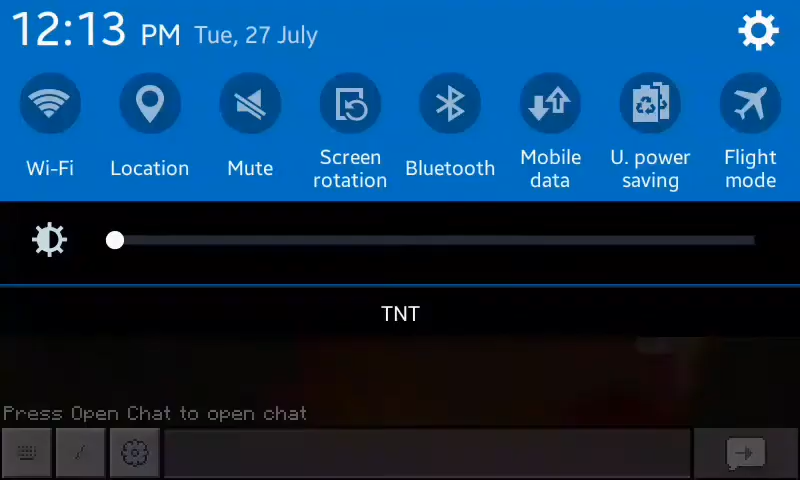 12:13 PM Tue, 27 July
Wi-Fi
Location
Mute
Screen
rotation
Bluetooth
Mobile
data
U. power
saving
Flight
mode
TNT
Press Open Chat to open chat
/